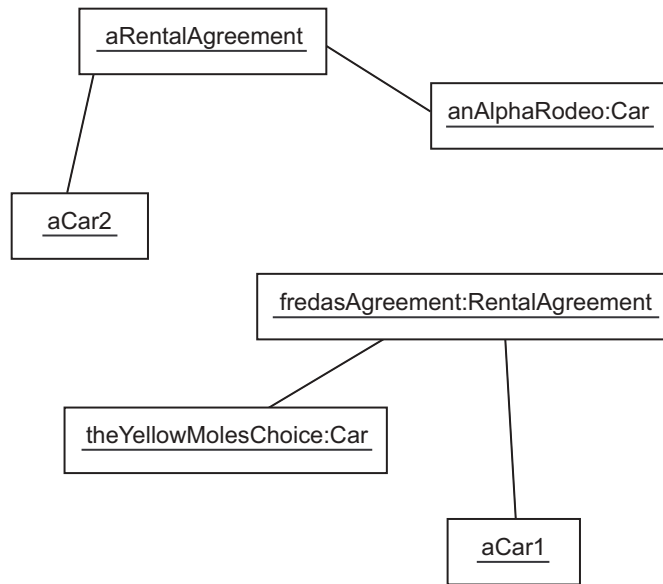 aRentalAgreement
anAlphaRodeo:Car
aCar2
fredasAgreement:RentalAgreement
theYellowMolesChoice:Car
aCar1